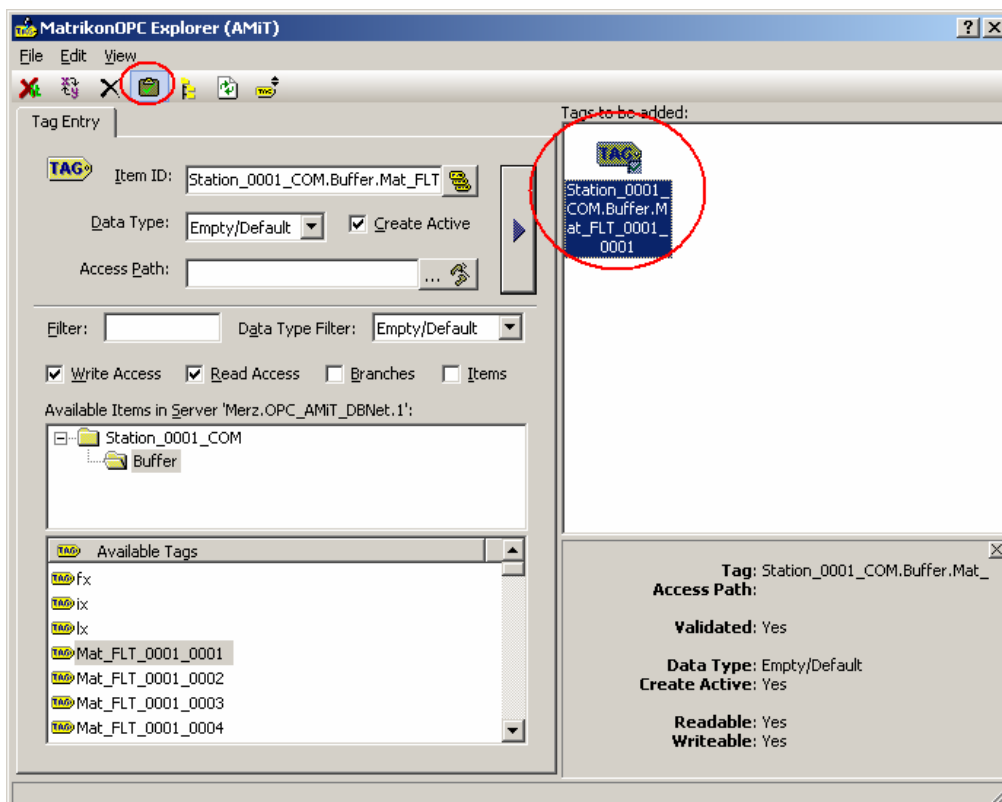 MatrikonOPC Explorer (AMiT)
File Edit View
Tag Entry
TAG Item ID: Station_0001_COM.Buffer.Mat_FLT
Data Type: Empty/Default Create Active
Access Path: ...
Filter: Data Type Filter: Empty/Default
Write Access Read Access Branches Items
Available Items in Server 'Merz.OPC_AMiT_DBNet.1':
Station_0001_COM
Buffer
Available Tags
fx
ix
lx
Mat_FLT_0001_0001
Mat_FLT_0001_0002
Mat_FLT_0001_0003
Mat_FLT_0001_0004
Tags to be added:
TAG
Station_0001_
COM.Buffer.M
at_FLT_0001_
0001
Tag: Station_0001_COM.Buffer.Mat_
Access Path:
Validated: Yes
Data Type: Empty/Default
Create Active: Yes
Readable: Yes
Writeable: Yes